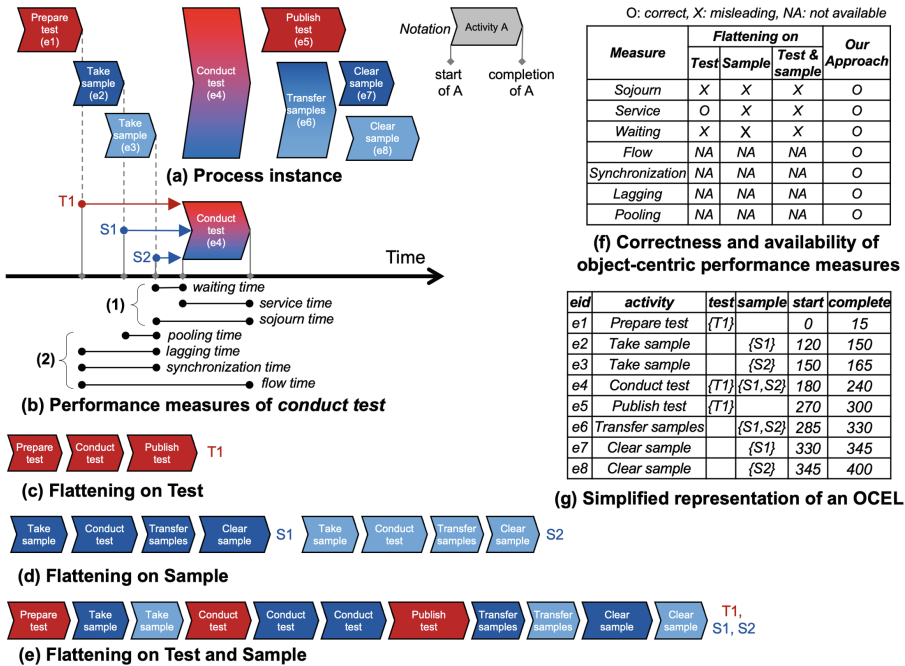 Prepare test (e1)
Take sample (e2)
Take sample (e3)
Conduct test (e4)
Publish test (e5)
Transfer samples (e6)
Clear sample (e7)
Clear sample (e8)
Notation
Activity A
start of A
completion of A
(a) Process instance
T1
S1
S2
Conduct test (e4)
Time
(1)
waiting time
service time
sojourn time
(2)
pooling time
lagging time
synchronization time
flow time
(b) Performance measures of conduct test
Prepare test
Conduct test
Publish test
T1
(c) Flattening on Test
Take sample
Conduct test
Transfer samples
Clear sample
S1
Take sample
Conduct test
Transfer samples
Clear sample
S2
(d) Flattening on Sample
Prepare test
Take sample
Take sample
Conduct test
Conduct test
Conduct test
Publish test
Transfer samples
Transfer samples
Clear sample
Clear sample
T1,
S1, S2
(e) Flattening on Test and Sample
O: correct, X: misleading, NA: not available
Measure Flattening on Our Approach
Test Sample Test & sample
Sojourn X X X O
Service O X X O
Waiting X X X O
Flow NA NA NA O
Synchronization NA NA NA O
Lagging NA NA NA O
Pooling NA NA NA O
(f) Correctness and availability of
object-centric performance measures
eid activity test sample start complete
e1 Prepare test {T1} 0 15
e2 Take sample {S1} 120 150
e3 Take sample {S2} 150 165
e4 Conduct test {T1} {S1,S2} 180 240
e5 Publish test {T1} 270 300
e6 Transfer samples {S1,S2} 285 330
e7 Clear sample {S1} 330 345
e8 Clear sample {S2} 345 400
(g) Simplified representation of an OCEL